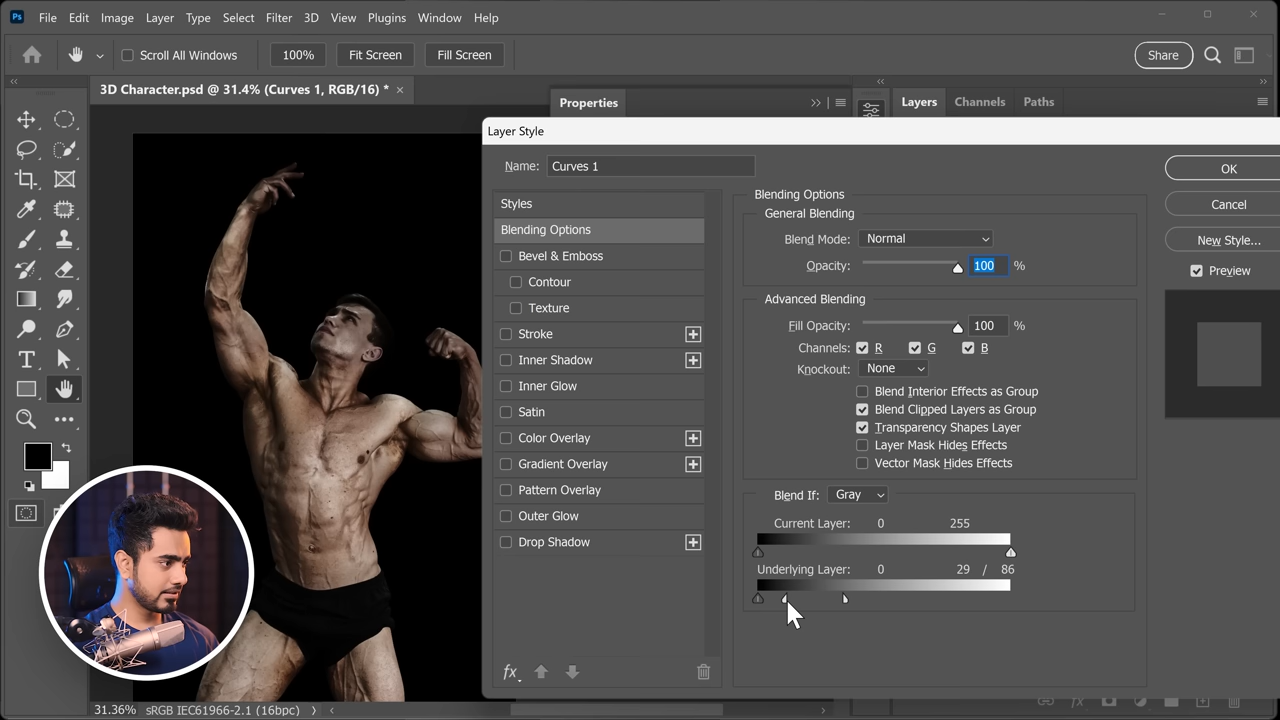 Ps File Edit Image Layer Type Select Filter 3D View Plugins Window Help
Scroll All Windows 100% Fit Screen Fill Screen Share
3D Character.psd @ 31.4% (Curves 1, RGB/16) * ×
Properties
Layers Channels Paths
Layer Style
Name: Curves 1
Styles
Blending Options
Bevel & Emboss
Contour
Texture
Stroke
Inner Shadow
Inner Glow
Satin
Color Overlay
Gradient Overlay
Pattern Overlay
Outer Glow
Drop Shadow
fx
Blending Options
General Blending
Blend Mode: Normal
Opacity: 100 %
Advanced Blending
Fill Opacity: 100 %
Channels: R G B
Knockout: None
Blend Interior Effects as Group
Blend Clipped Layers as Group
Transparency Shapes Layer
Layer Mask Hides Effects
Vector Mask Hides Effects
Blend If: Gray
Current Layer: 0 255
Underlying Layer: 0 29 / 86
OK
Cancel
New Style...
Preview
31.36% sRGB IEC61966-2.1 (16bpc)
fx